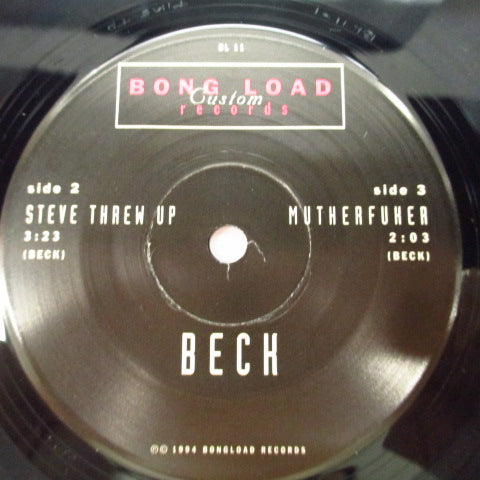 BL 11
BONG LOAD
Custom
records
side 2
STEVE THREW UP
3:23
(BECK)
side 3
MUTHERFUKER
2:03
(BECK)
BECK
℗© 1994 BONGLOAD RECORDS